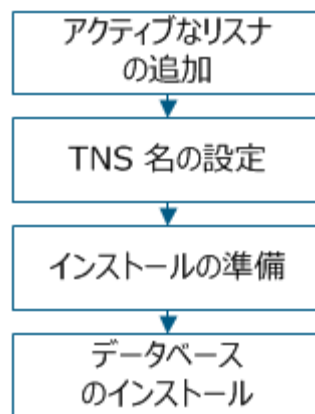 アクティブなリスナ
の追加
TNS 名の設定
インストールの準備
データベース
のインストール